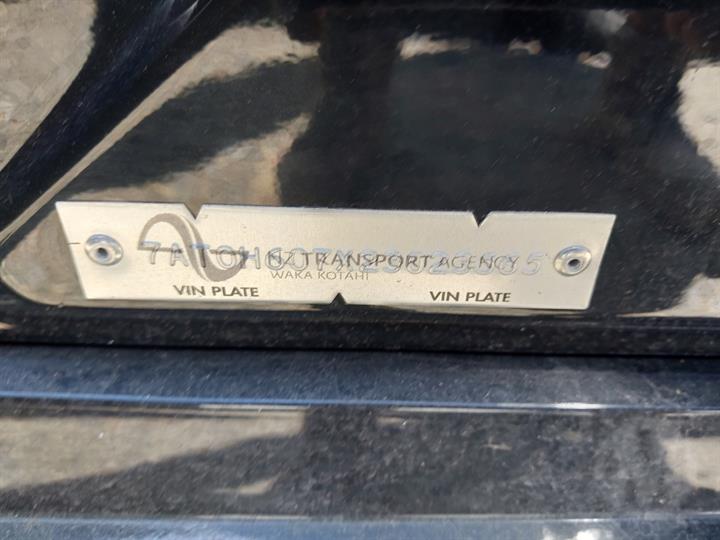 NZ TRANSPORT AGENCY
WAKA KOTAHI
VIN PLATE VIN PLATE